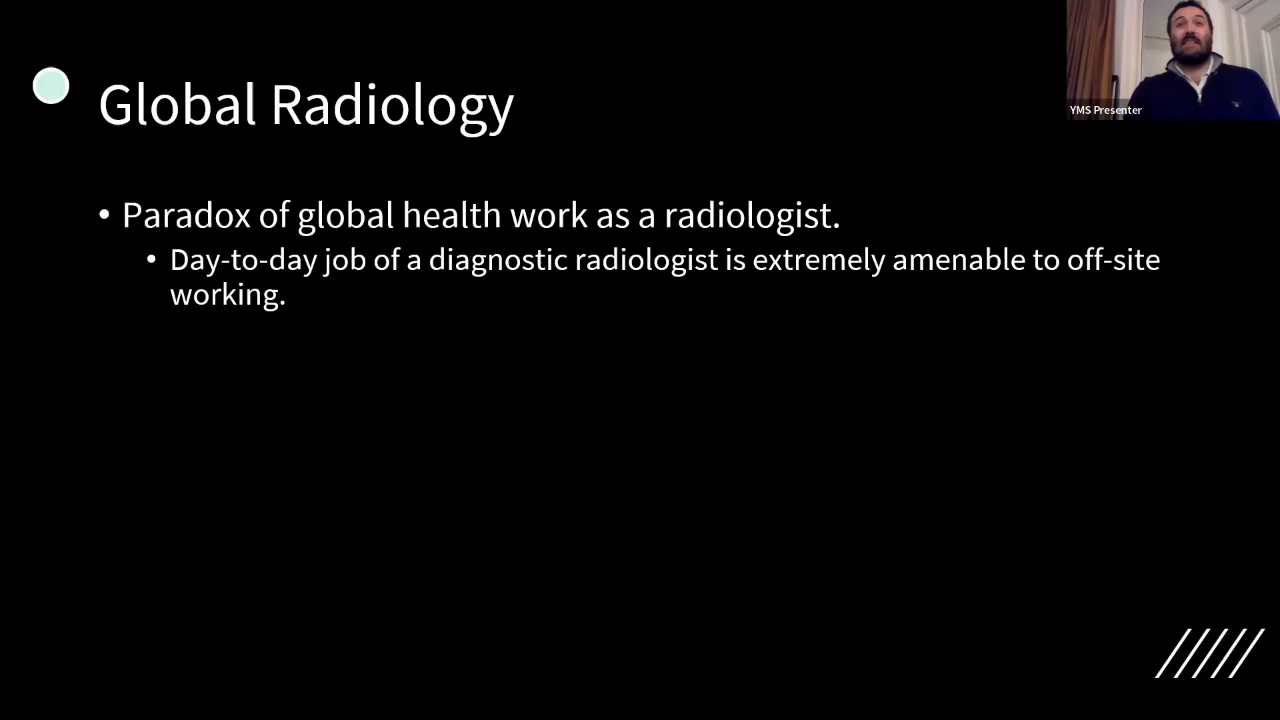 YMS Presenter
Global Radiology
• Paradox of global health work as a radiologist.
• Day-to-day job of a diagnostic radiologist is extremely amenable to off-site
working.